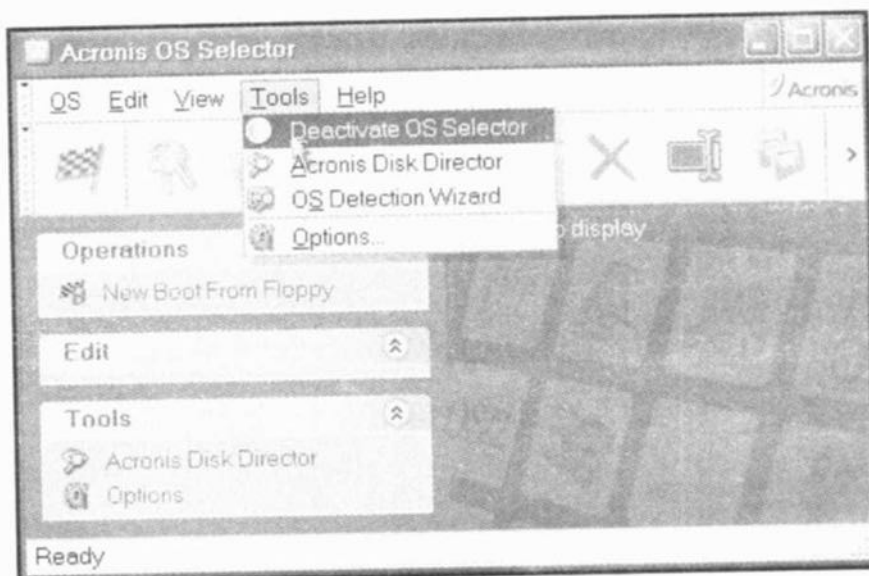 Acronis OS Selector
OS Edit View Tools Help
Acronis
Deactivate OS Selector
Acronis Disk Director
OS Detection Wizard
Options...
display
Operations
New Boot From Floppy
Edit
Tools
Acronis Disk Director
Options
Ready